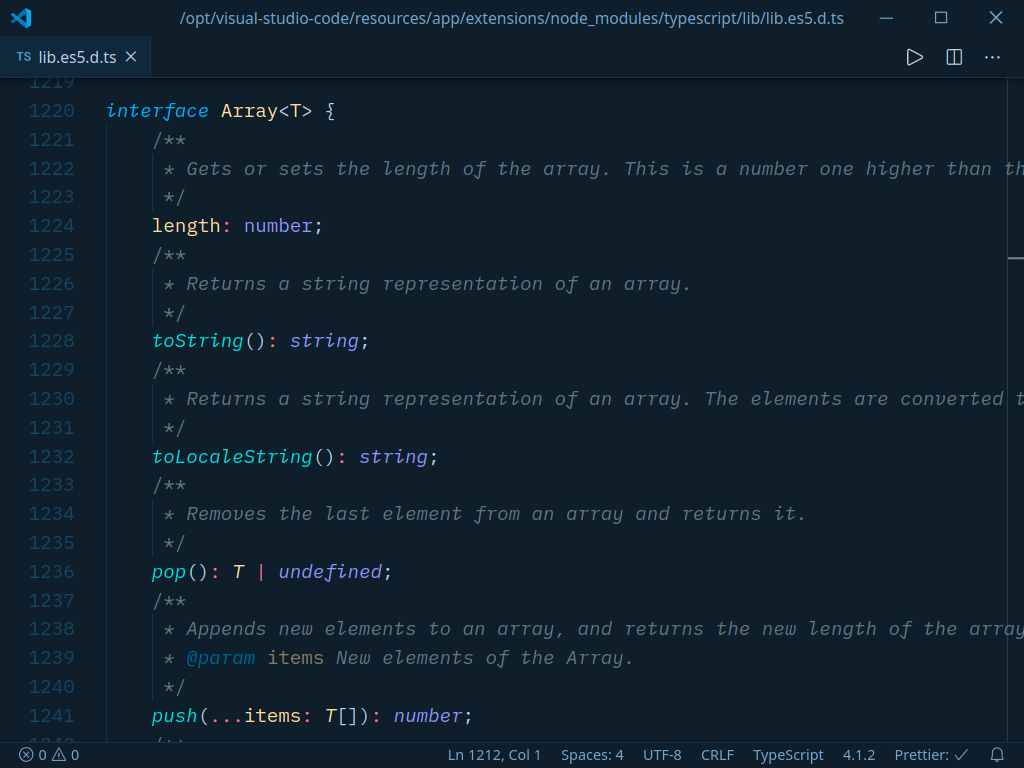 /opt/visual-studio-code/resources/app/extensions/node_modules/typescript/lib/lib.es5.d.ts
TS lib.es5.d.ts
1219
1220 interface Array<T> {
1221 /**
1222 * Gets or sets the length of the array. This is a number one higher than th
1223 */
1224 length: number;
1225 /**
1226 * Returns a string representation of an array.
1227 */
1228 toString(): string;
1229 /**
1230 * Returns a string representation of an array. The elements are converted t
1231 */
1232 toLocaleString(): string;
1233 /**
1234 * Removes the last element from an array and returns it.
1235 */
1236 pop(): T | undefined;
1237 /**
1238 * Appends new elements to an array, and returns the new length of the array
1239 * @param items New elements of the Array.
1240 */
1241 push(...items: T[]): number;
1242 /**
0 0 Ln 1212, Col 1 Spaces: 4 UTF-8 CRLF TypeScript 4.1.2 Prettier: ✓